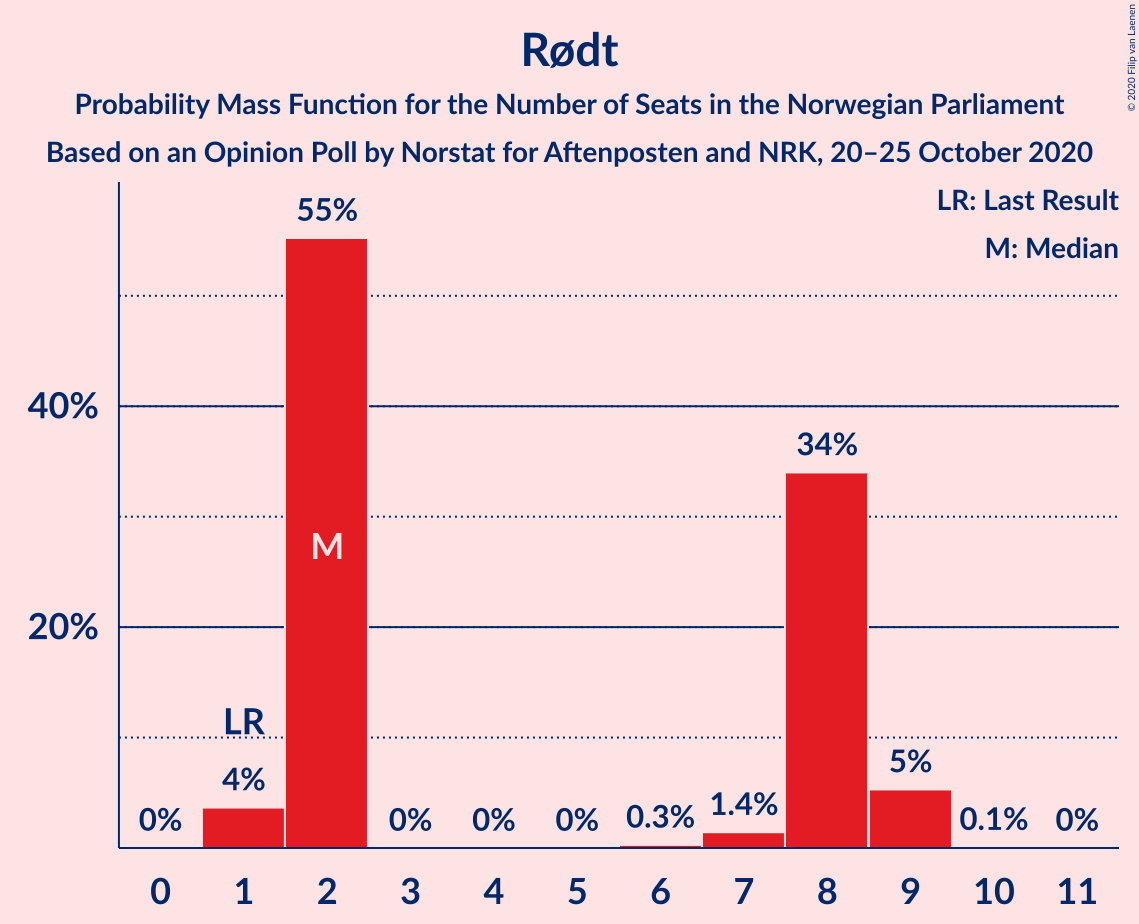 © 2020 Filip van Laenen
Rødt
Probability Mass Function for the Number of Seats in the Norwegian Parliament
Based on an Opinion Poll by Norstat for Aftenposten and NRK, 20–25 October 2020
LR: Last Result
M: Median
55%
40%
34%
M
20%
LR
4%
5%
0%
0%
0%
0%
0.3%
1.4%
0.1%
0%
0 1 2 3 4 5 6 7 8 9 10 11